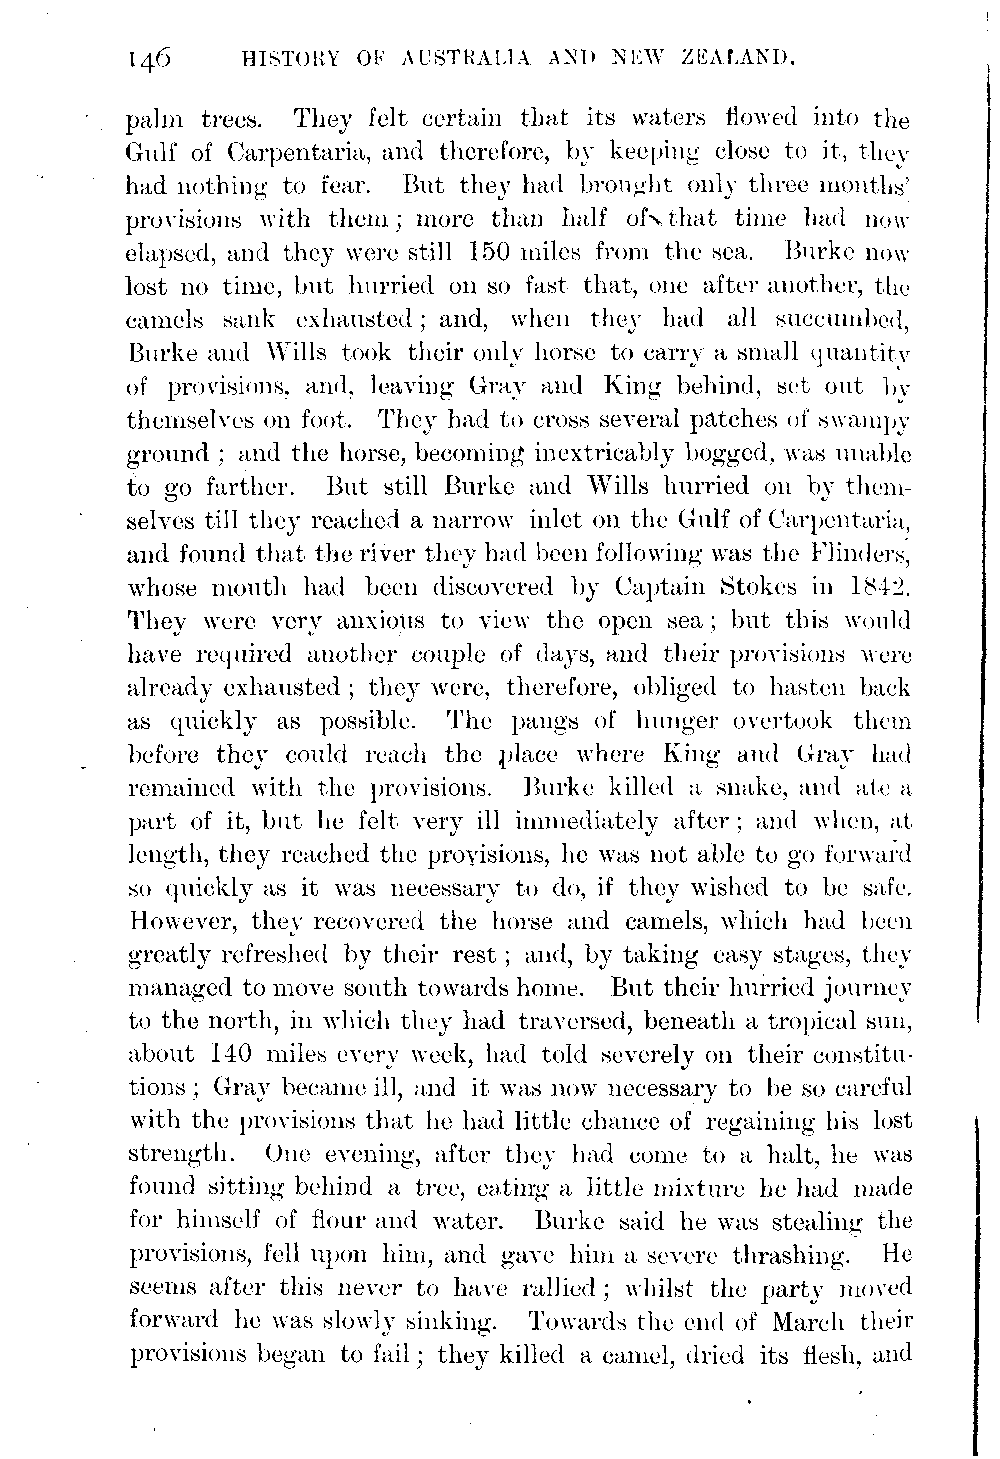 146 HISTORY OF AUSTRALIA AND NEW ZEALAND.
palm trees. They felt certain that its waters flowed into the
Gulf of Carpentaria, and therefore, by keeping close to it, they
had nothing to fear. But they had brought only three months'
provisions with them; more than half of that time had now
elapsed, and they were still 150 miles from the sea. Burke now
lost no time, but hurried on so fast that, one after another, the
camels sank exhausted; and, when they had all succumbed,
Burke and Wills took their only horse to carry a small quantity
of provisions, and, leaving Gray and King behind, set out by
themselves on foot. They had to cross several patches of swampy
ground; and the horse, becoming inextricably bogged, was unable
to go farther. But still Burke and Wills hurried on by them-
selves till they reached a narrow inlet on the Gulf of Carpentaria,
and found that the river they had been following was the Flinders,
whose mouth had been discovered by Captain Stokes in 1842.
They were very anxious to view the open sea; but this would
have required another couple of days, and their provisions were
already exhausted; they were, therefore, obliged to hasten back
as quickly as possible. The pangs of hunger overtook them
before they could reach the place where King and Gray had
remained with the provisions. Burke killed a snake, and ate a
part of it, but he felt very ill immediately after; and when, at
length, they reached the provisions, he was not able to go forward
so quickly as it was necessary to do, if they wished to be safe.
However, they recovered the horse and camels, which had been
greatly refreshed by their rest; and, by taking easy stages, they
managed to move south towards home. But their hurried journey
to the north, in which they had traversed, beneath a tropical sun,
about 140 miles every week, had told severely on their constitu-
tions; Gray became ill, and it was now necessary to be so careful
with the provisions that he had little chance of regaining his lost
strength. One evening, after they had come to a halt, he was
found sitting behind a tree, eating a little mixture he had made
for himself of flour and water. Burke said he was stealing the
provisions, fell upon him, and gave him a severe thrashing. He
seems after this never to have rallied; whilst the party moved
forward he was slowly sinking. Towards the end of March their
provisions began to fail; they killed a camel, dried its flesh, and